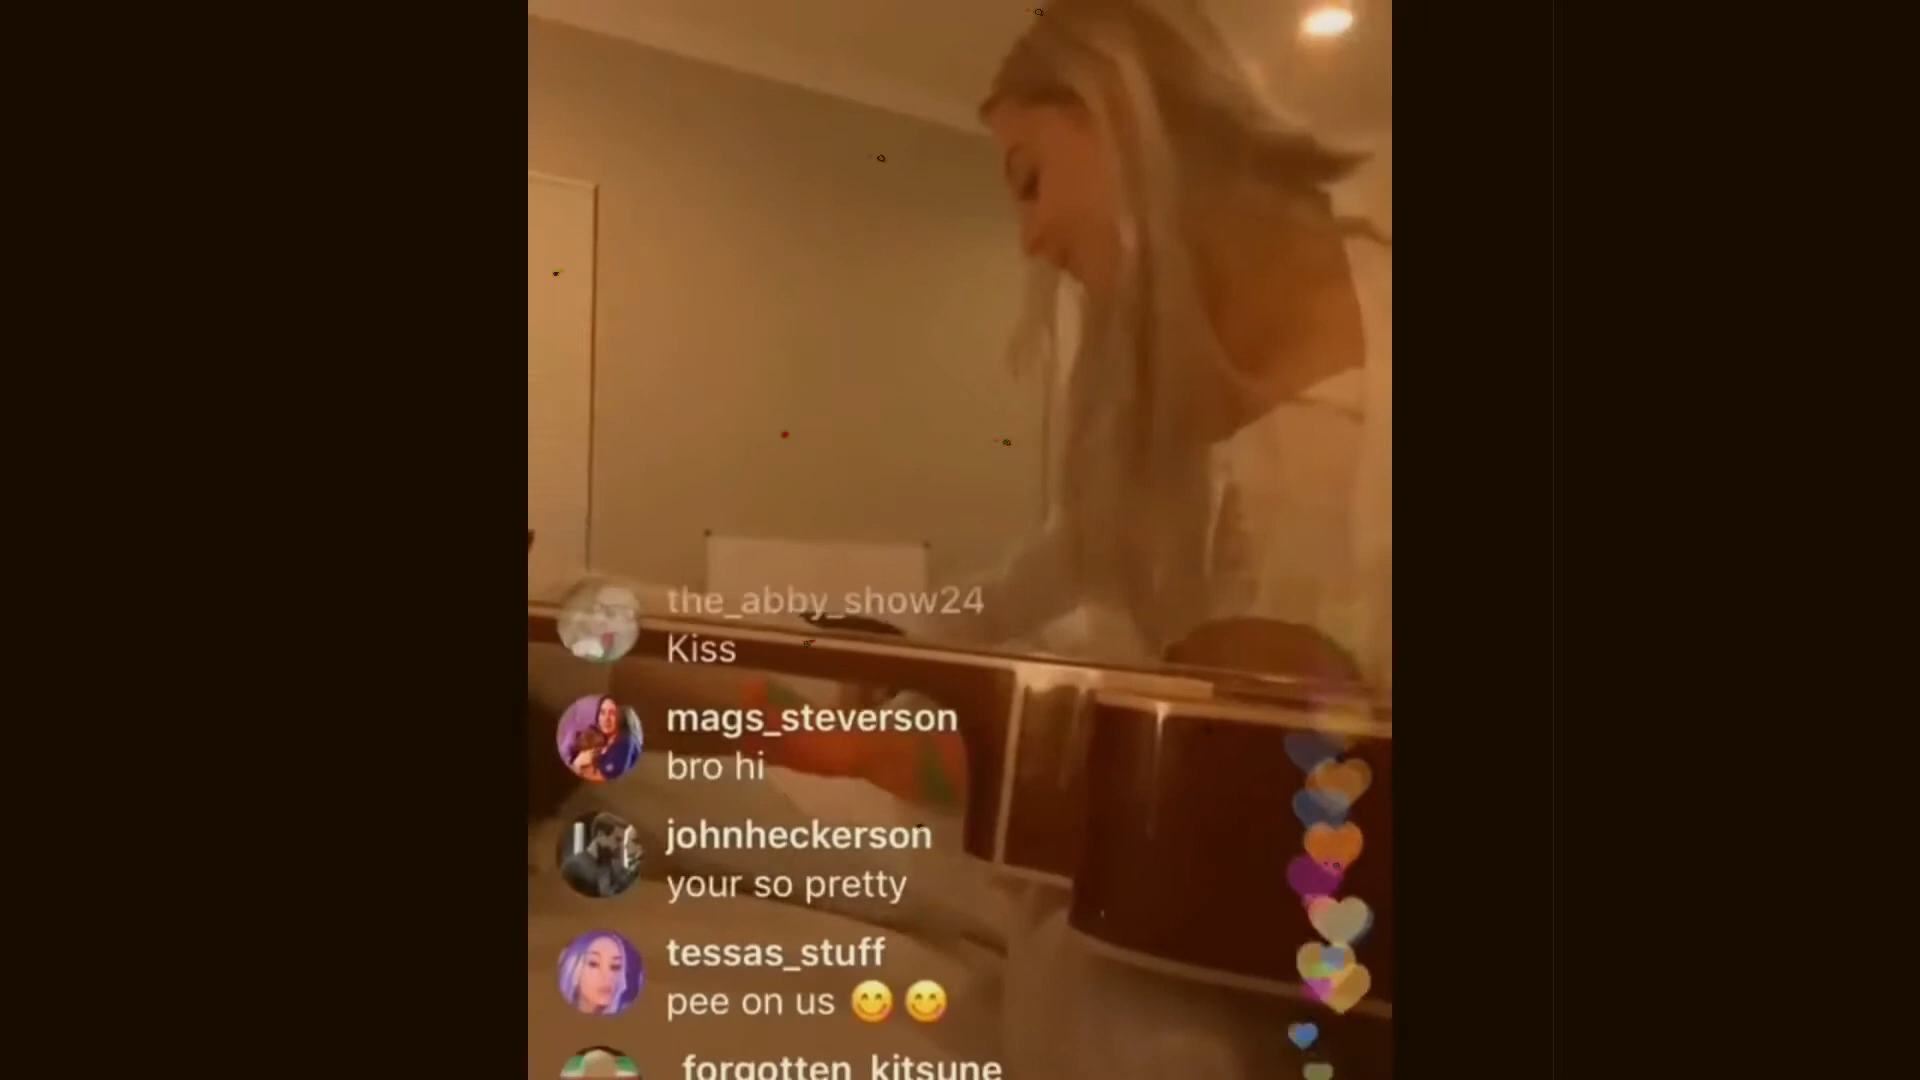 the_abby_show24
Kiss
mags_steverson
bro hi
johnheckerson
your so pretty
tessas_stuff
pee on us 😋 😋
_forgotten_kitsune